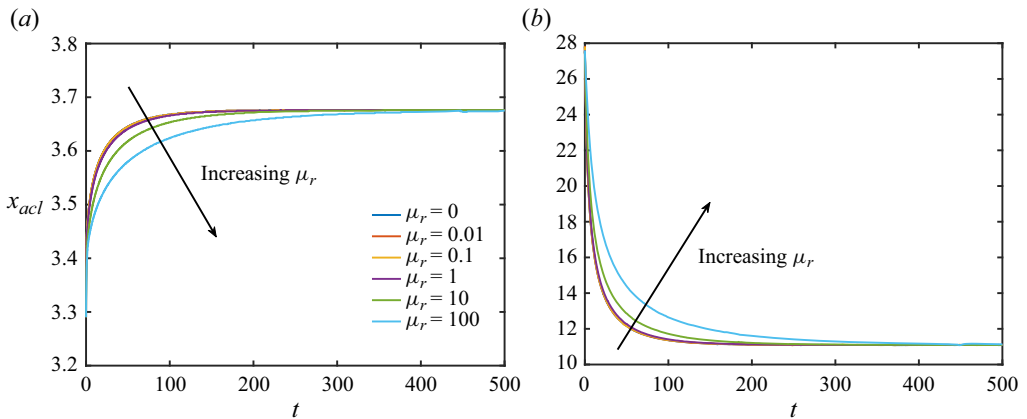 (a)
(b)
3.8
3.7
3.6
3.5
3.4
3.3
3.2
x_acl
0
100
200
300
400
500
t
Increasing μ_r
μ_r = 0
μ_r = 0.01
μ_r = 0.1
μ_r = 1
μ_r = 10
μ_r = 100
28
26
24
22
20
18
16
14
12
10
0
100
200
300
400
500
t
Increasing μ_r